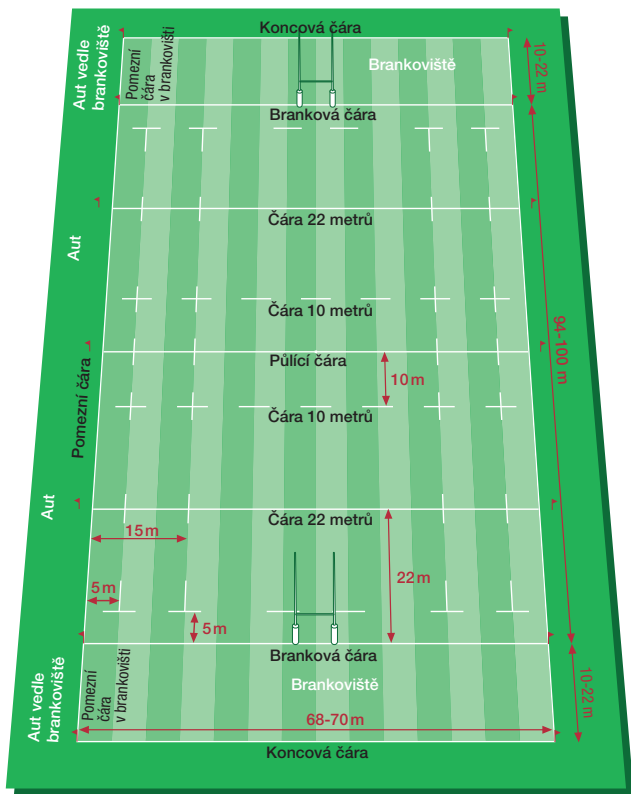 Koncová čára
Aut vedle
brankoviště
Pomezní
čára
v brankovišti
Brankoviště
10-22 m
Branková čára
Čára 22 metrů
Aut
Čára 10 metrů
94-100 m
Půlící čára
Pomezní čára
10 m
Čára 10 metrů
Aut
Čára 22 metrů
15 m
22 m
5 m
5 m
Branková čára
Aut vedle
brankoviště
Pomezní
čára
v brankovišti
Brankoviště
10-22 m
68-70 m
Koncová čára